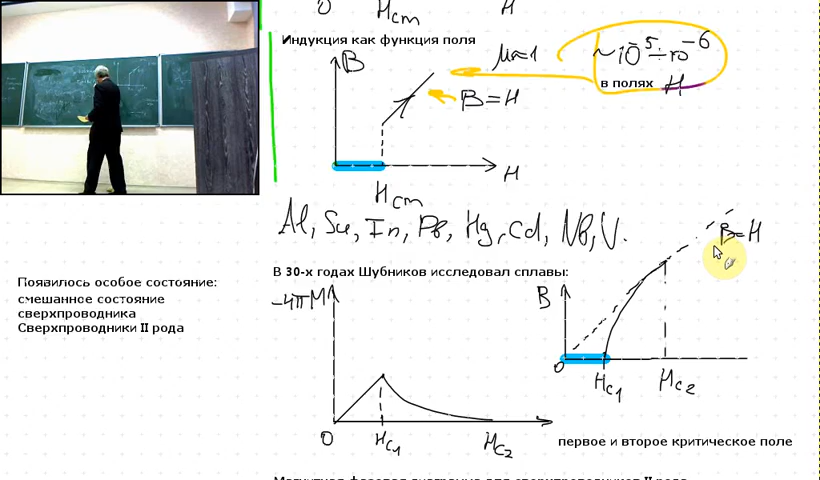 0 Hcm H
Индукция как функция поля
B
μ≈1
~10⁻⁵÷10⁻⁶
в полях H
B=H
H
Hcm
Al, Sn, In, Pb, Hg, Cd, Nb, V.
B=H
Появилось особое состояние:
смешанное состояние
сверхпроводника
Сверхпроводники II рода
В 30-х годах Шубников исследовал сплавы:
-4πM
B
0
Hc1
Hc2
0
Hc1
Hc2
первое и второе критическое поле